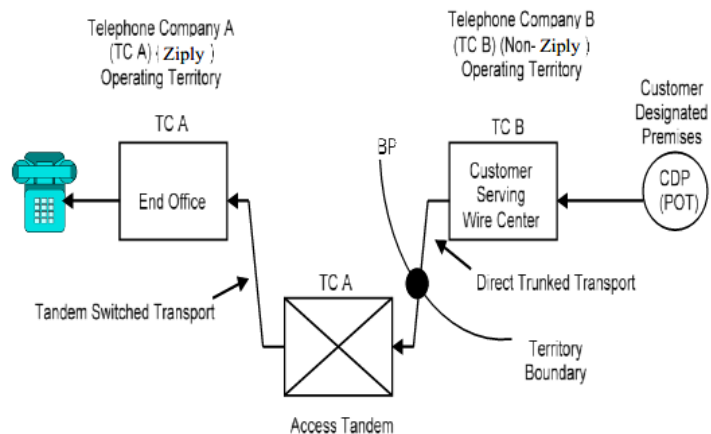 Telephone Company A
(TC A) ( Ziply )
Operating Territory
Telephone Company B
(TC B) (Non- Ziply )
Operating Territory
Customer
Designated
Premises
TC A
End Office
BP
TC B
Customer
Serving
Wire Center
CDP
(POT)
Tandem Switched Transport
TC A
Direct Trunked Transport
Territory
Boundary
Access Tandem